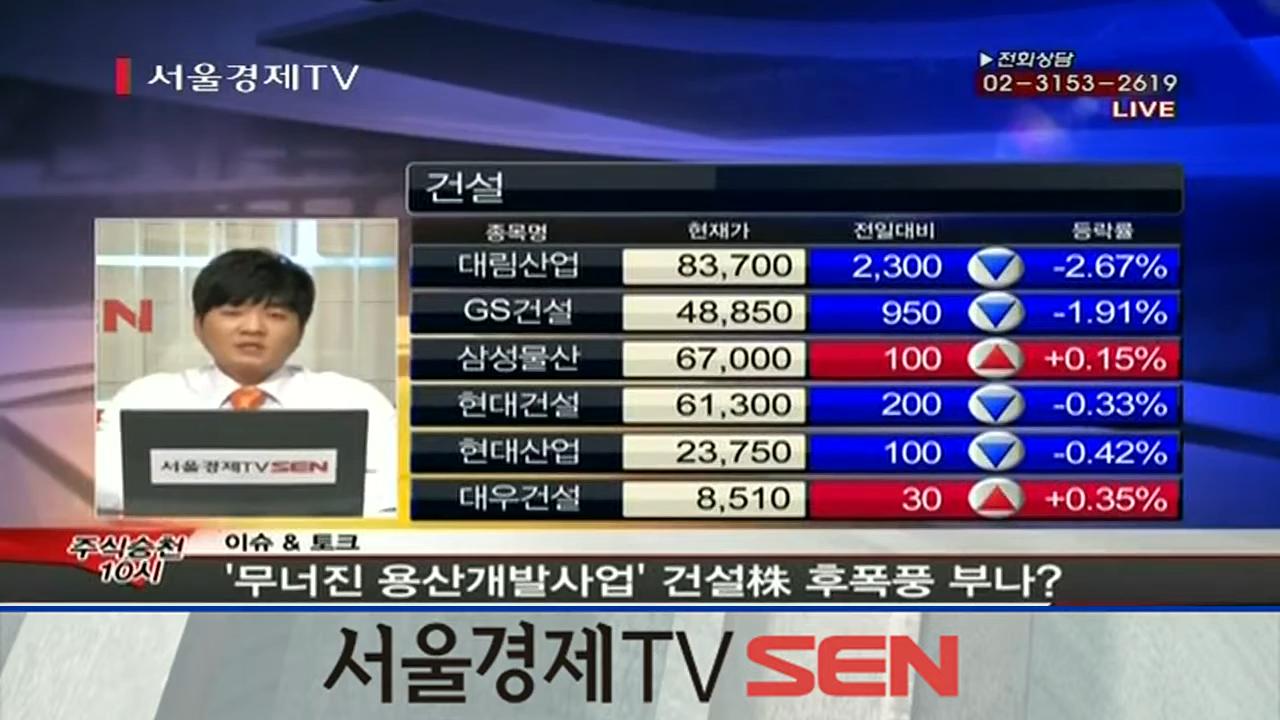 서울경제TV
▶전화상담
02-3153-2619
LIVE
건설
종목명 현재가 전일대비 등락률
대림산업 83,700 2,300 ▼ -2.67%
GS건설 48,850 950 ▼ -1.91%
삼성물산 67,000 100 ▲ +0.15%
현대건설 61,300 200 ▼ -0.33%
현대산업 23,750 100 ▼ -0.42%
대우건설 8,510 30 ▲ +0.35%
N
서울경제TV SEN
주식승천
10시
이슈 & 토크
'무너진 용산개발사업' 건설株 후폭풍 부나?
서울경제TV SEN